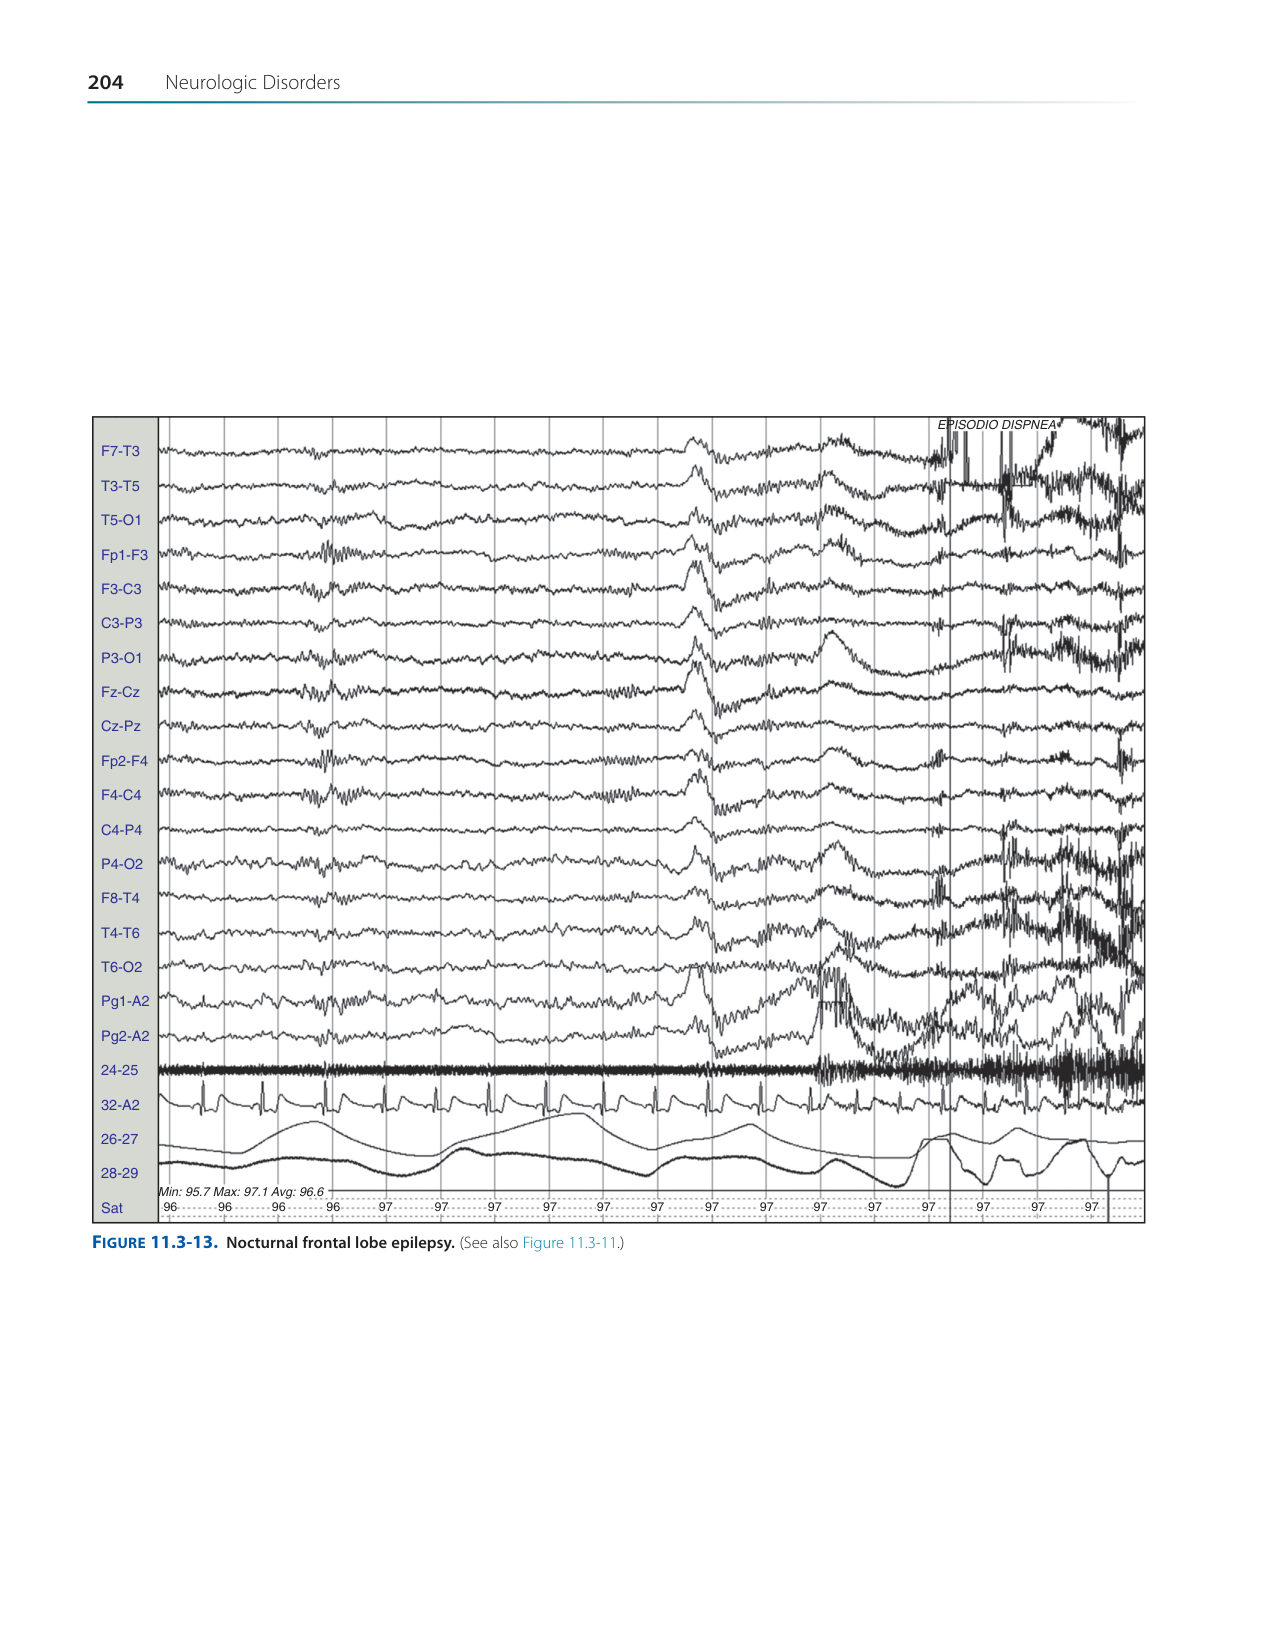 204 Neurologic Disorders
EPISODIO DISPNEA
F7-T3
T3-T5
T5-O1
Fp1-F3
F3-C3
C3-P3
P3-O1
Fz-Cz
Cz-Pz
Fp2-F4
F4-C4
C4-P4
P4-O2
F8-T4
T4-T6
T6-O2
Pg1-A2
Pg2-A2
24-25
32-A2
26-27
28-29
Min: 95.7 Max: 97.1 Avg: 96.6
Sat 96 96 96 96 97 97 97 97 97 97 97 97 97 97 97 97 97 97
FIGURE 11.3-13. Nocturnal frontal lobe epilepsy. (See also Figure 11.3-11.)